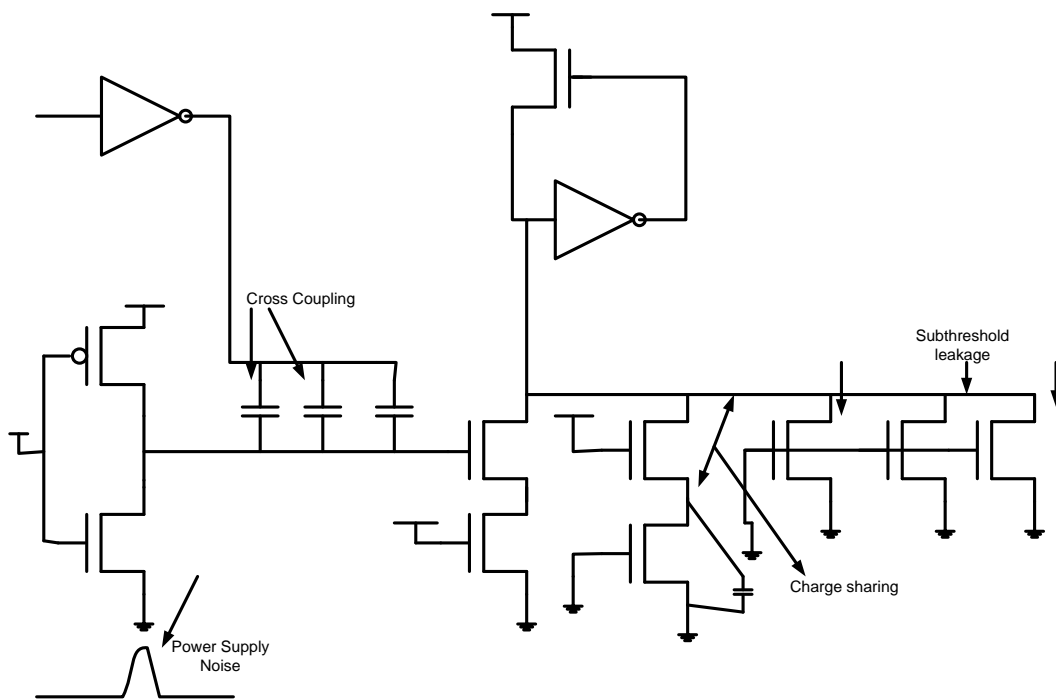 Cross Coupling
Subthreshold
leakage
Charge sharing
Power Supply
Noise